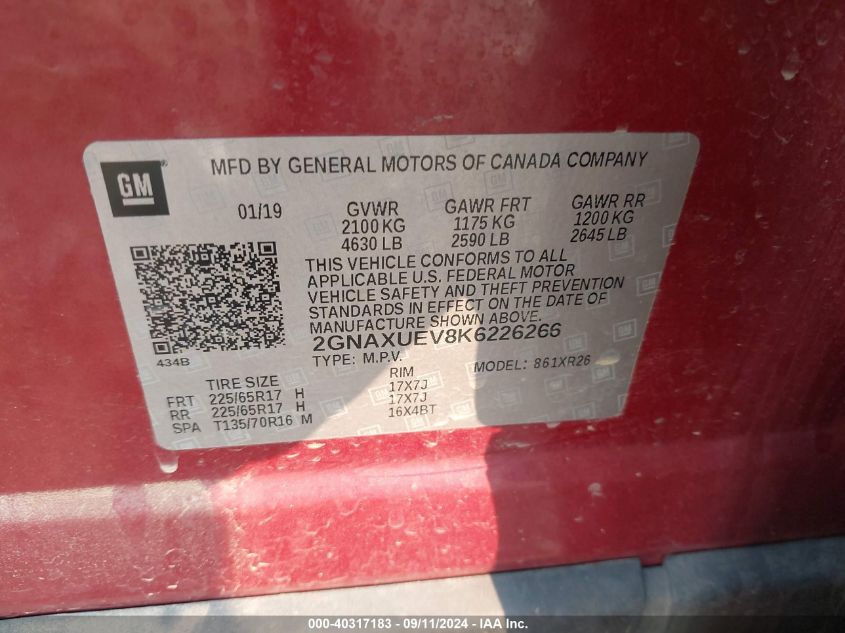 GM
MFD BY GENERAL MOTORS OF CANADA COMPANY
01/19 GVWR GAWR FRT GAWR RR
2100 KG 1175 KG 1200 KG
4630 LB 2590 LB 2645 LB
THIS VEHICLE CONFORMS TO ALL
APPLICABLE U.S. FEDERAL MOTOR
VEHICLE SAFETY AND THEFT PREVENTION
STANDARDS IN EFFECT ON THE DATE OF
MANUFACTURE SHOWN ABOVE.
2GNAXUEV8K6226266
434B TYPE: M.P.V. MODEL: 861XR26
TIRE SIZE RIM
FRT 225/65R17 H 17X7J
RR 225/65R17 H 17X7J
SPA T135/70R16 M 16X4BT
000-40317183 - 09/11/2024 - IAA Inc.